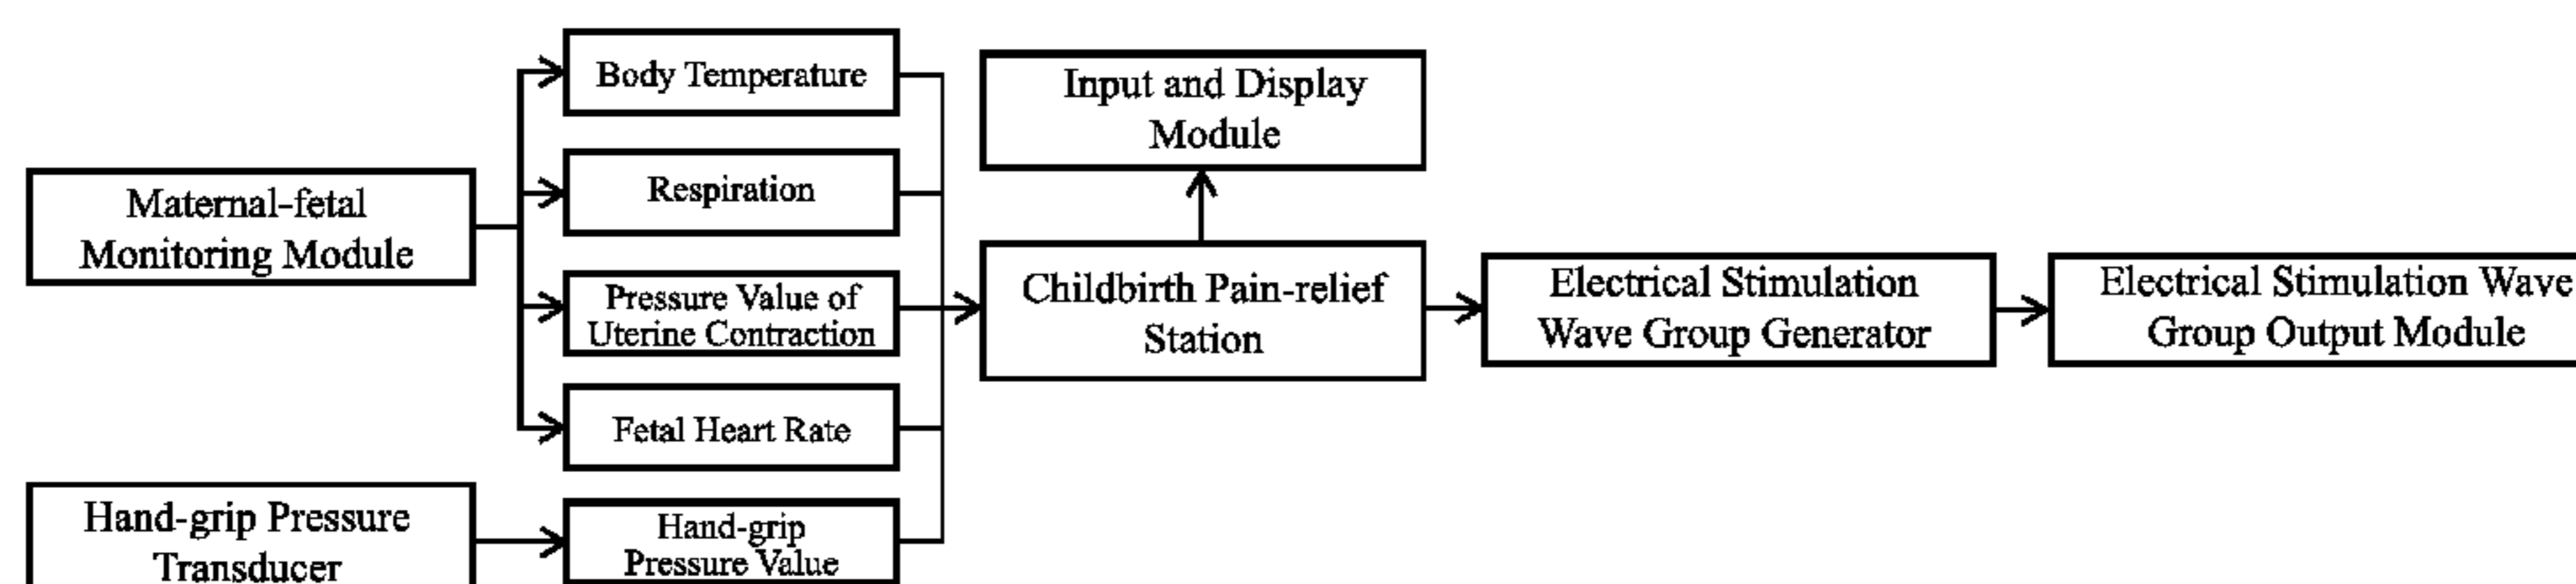 Body Temperature
Input and Display
Module
Respiration
Maternal-fetal
Monitoring Module
Pressure Value of
Uterine Contraction
Childbirth Pain-relief
Station
Electrical Stimulation
Wave Group Generator
Electrical Stimulation Wave
Group Output Module
Fetal Heart Rate
Hand-grip Pressure
Transducer
Hand-grip
Pressure Value